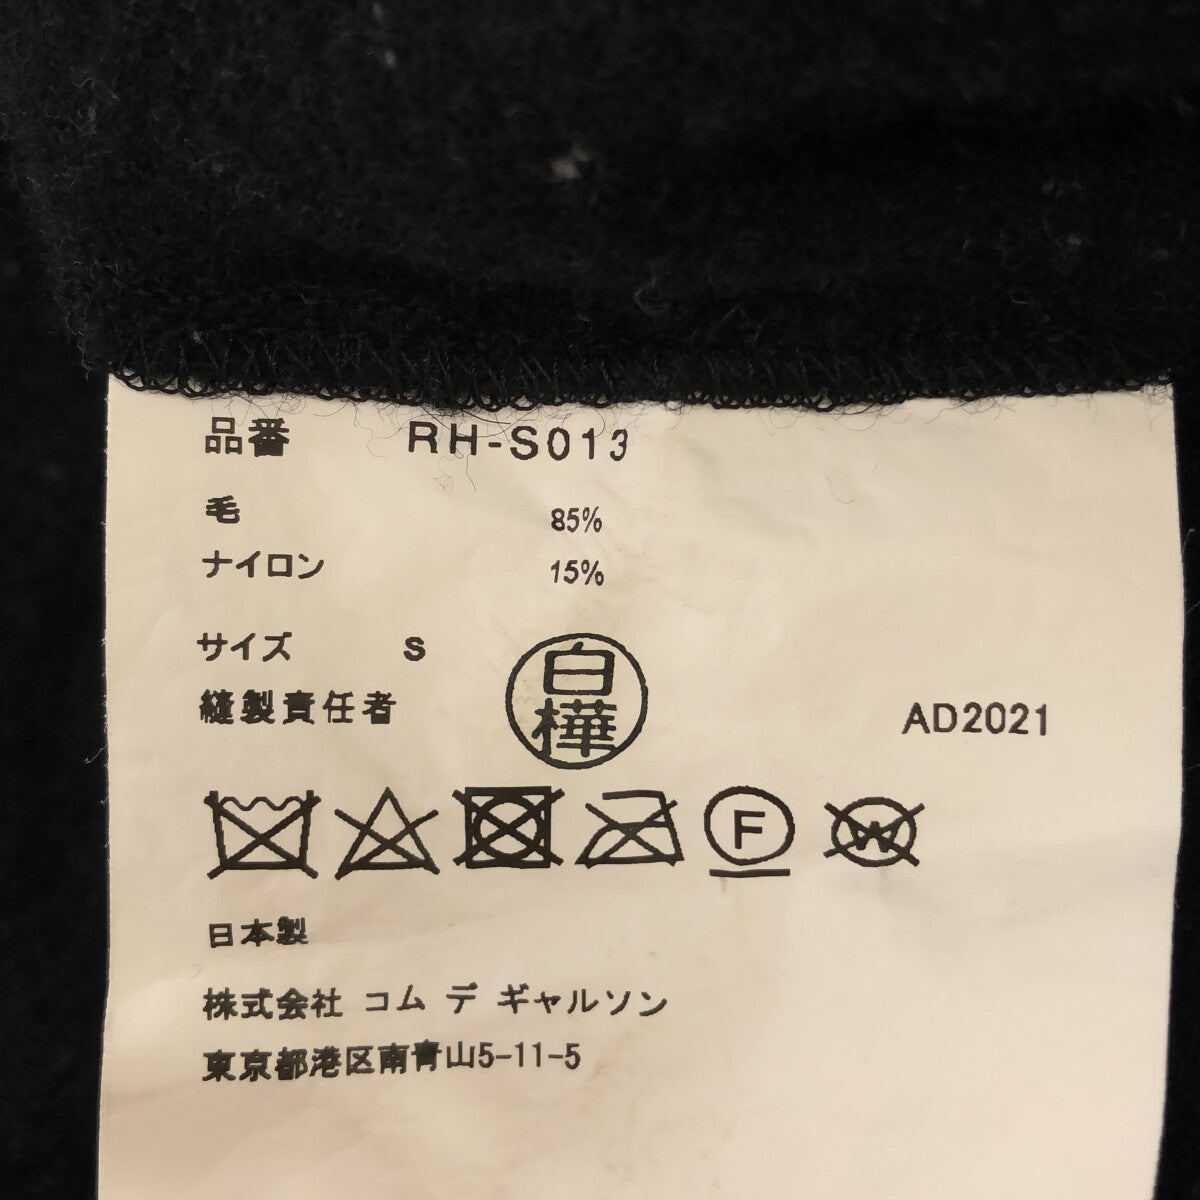 品番 RH-S013
毛 85%
ナイロン 15%
サイズ S
縫製責任者 白樺 AD2021
F W
日本製
株式会社 コム デ ギャルソン
東京都港区南青山5-11-5